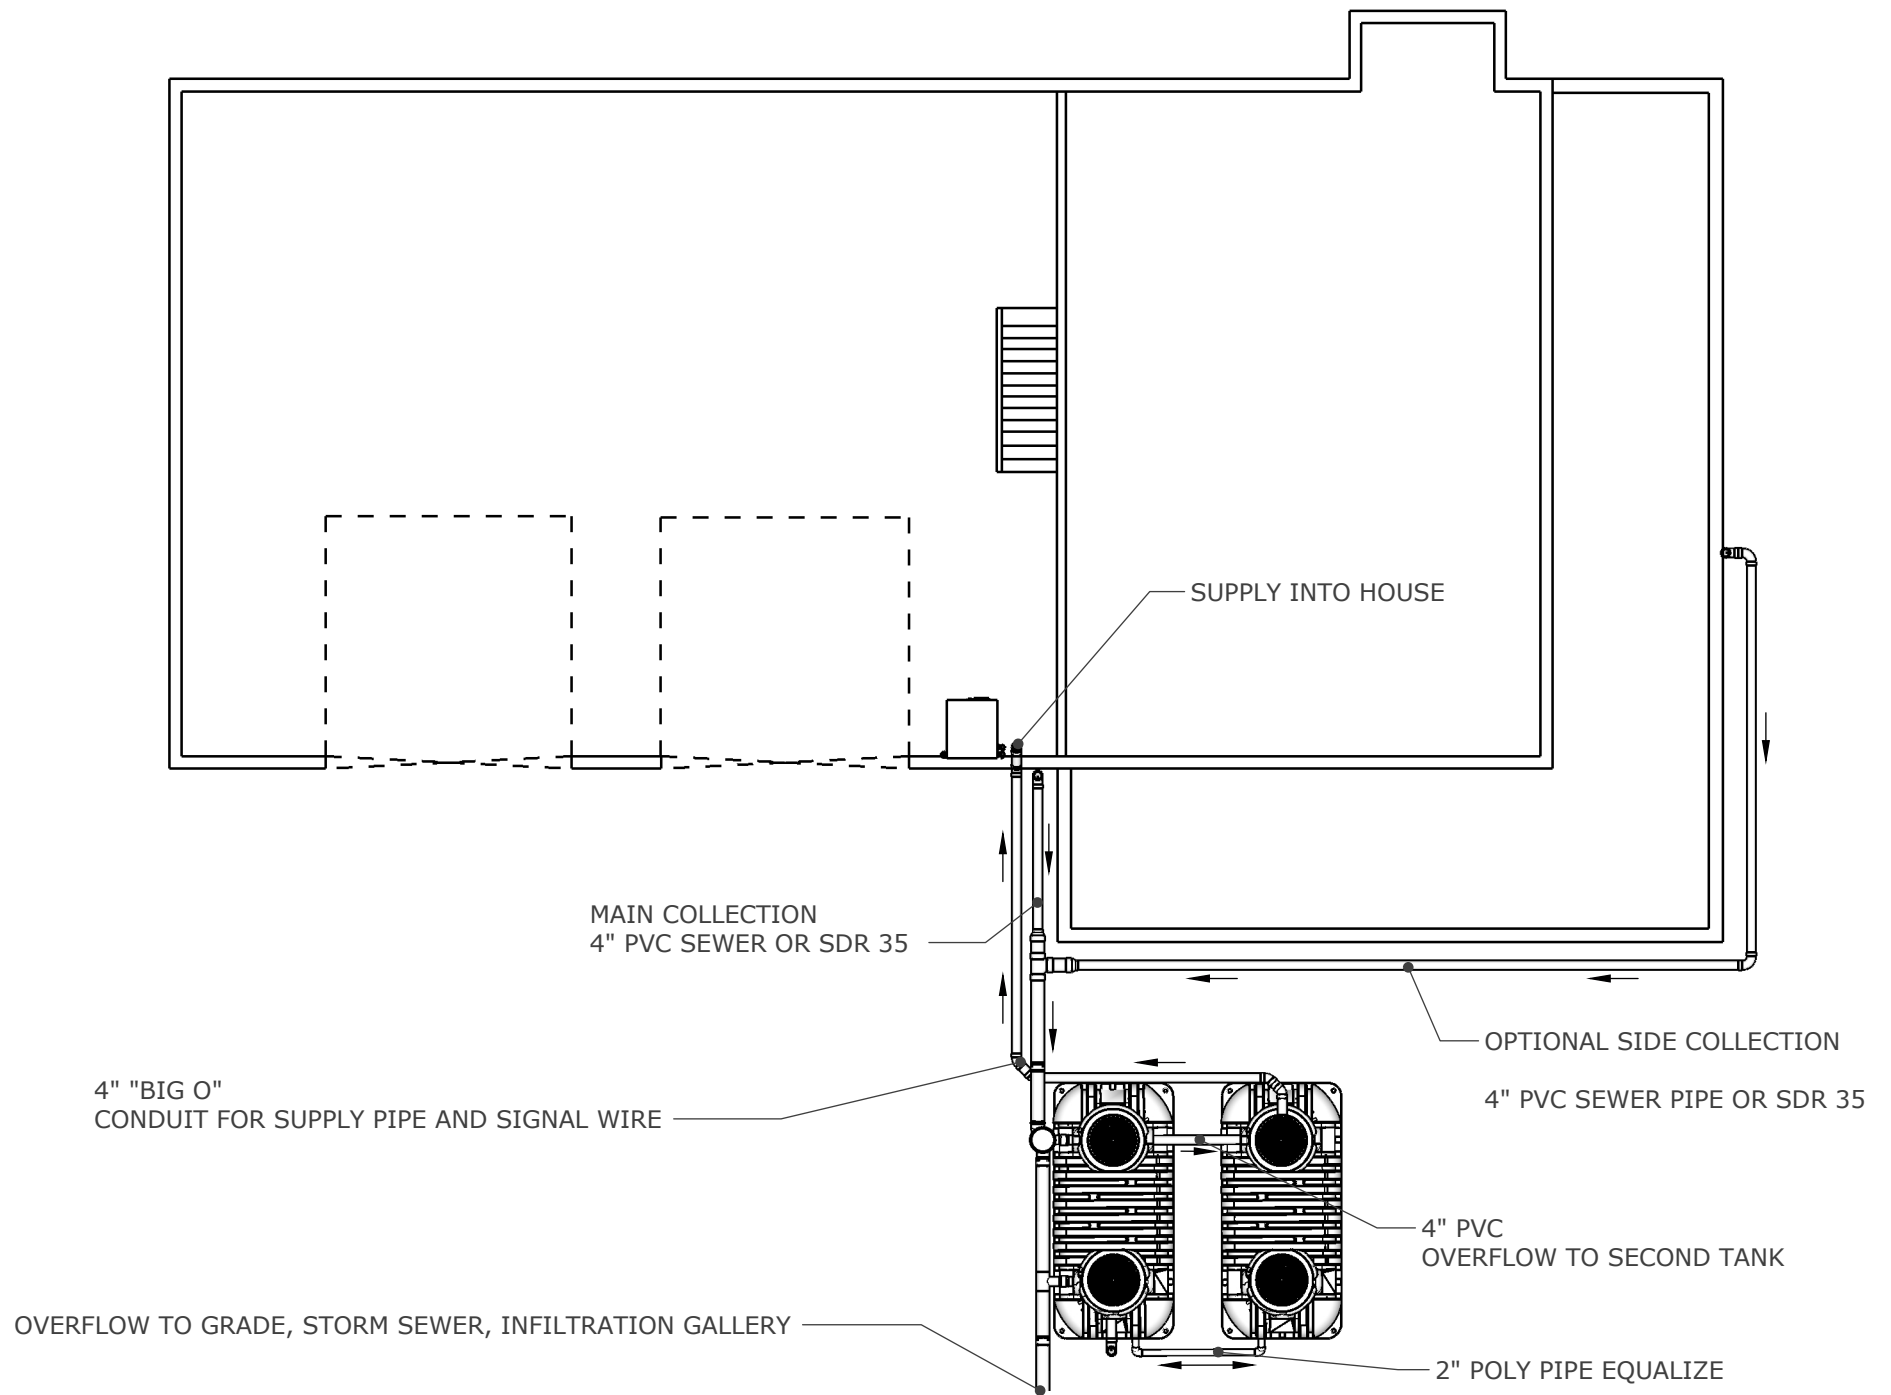 SUPPLY INTO HOUSE
MAIN COLLECTION
4" PVC SEWER OR SDR 35
OPTIONAL SIDE COLLECTION
4" PVC SEWER PIPE OR SDR 35
4" "BIG O"
CONDUIT FOR SUPPLY PIPE AND SIGNAL WIRE
4" PVC
OVERFLOW TO SECOND TANK
OVERFLOW TO GRADE, STORM SEWER, INFILTRATION GALLERY
2" POLY PIPE EQUALIZE